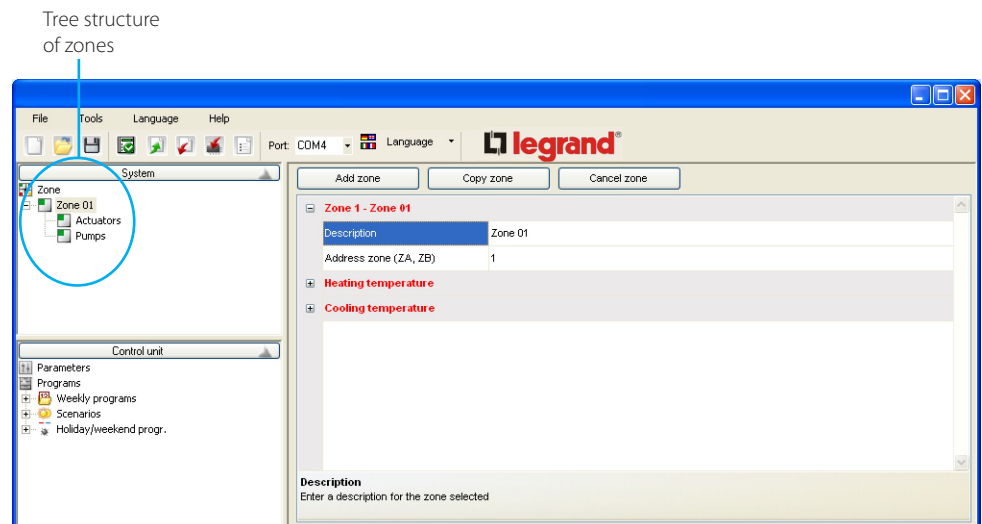 Tree structure
of zones
File Tools Language Help
Port: COM4 Language legrand®
System
Zone
Zone 01
Actuators
Pumps
Add zone Copy zone Cancel zone
Zone 1 - Zone 01
Description Zone 01
Address zone (ZA, ZB) 1
Heating temperature
Cooling temperature
Control unit
Parameters
Programs
Weekly programs
Scenarios
Holiday/weekend progr.
Description
Enter a description for the zone selected